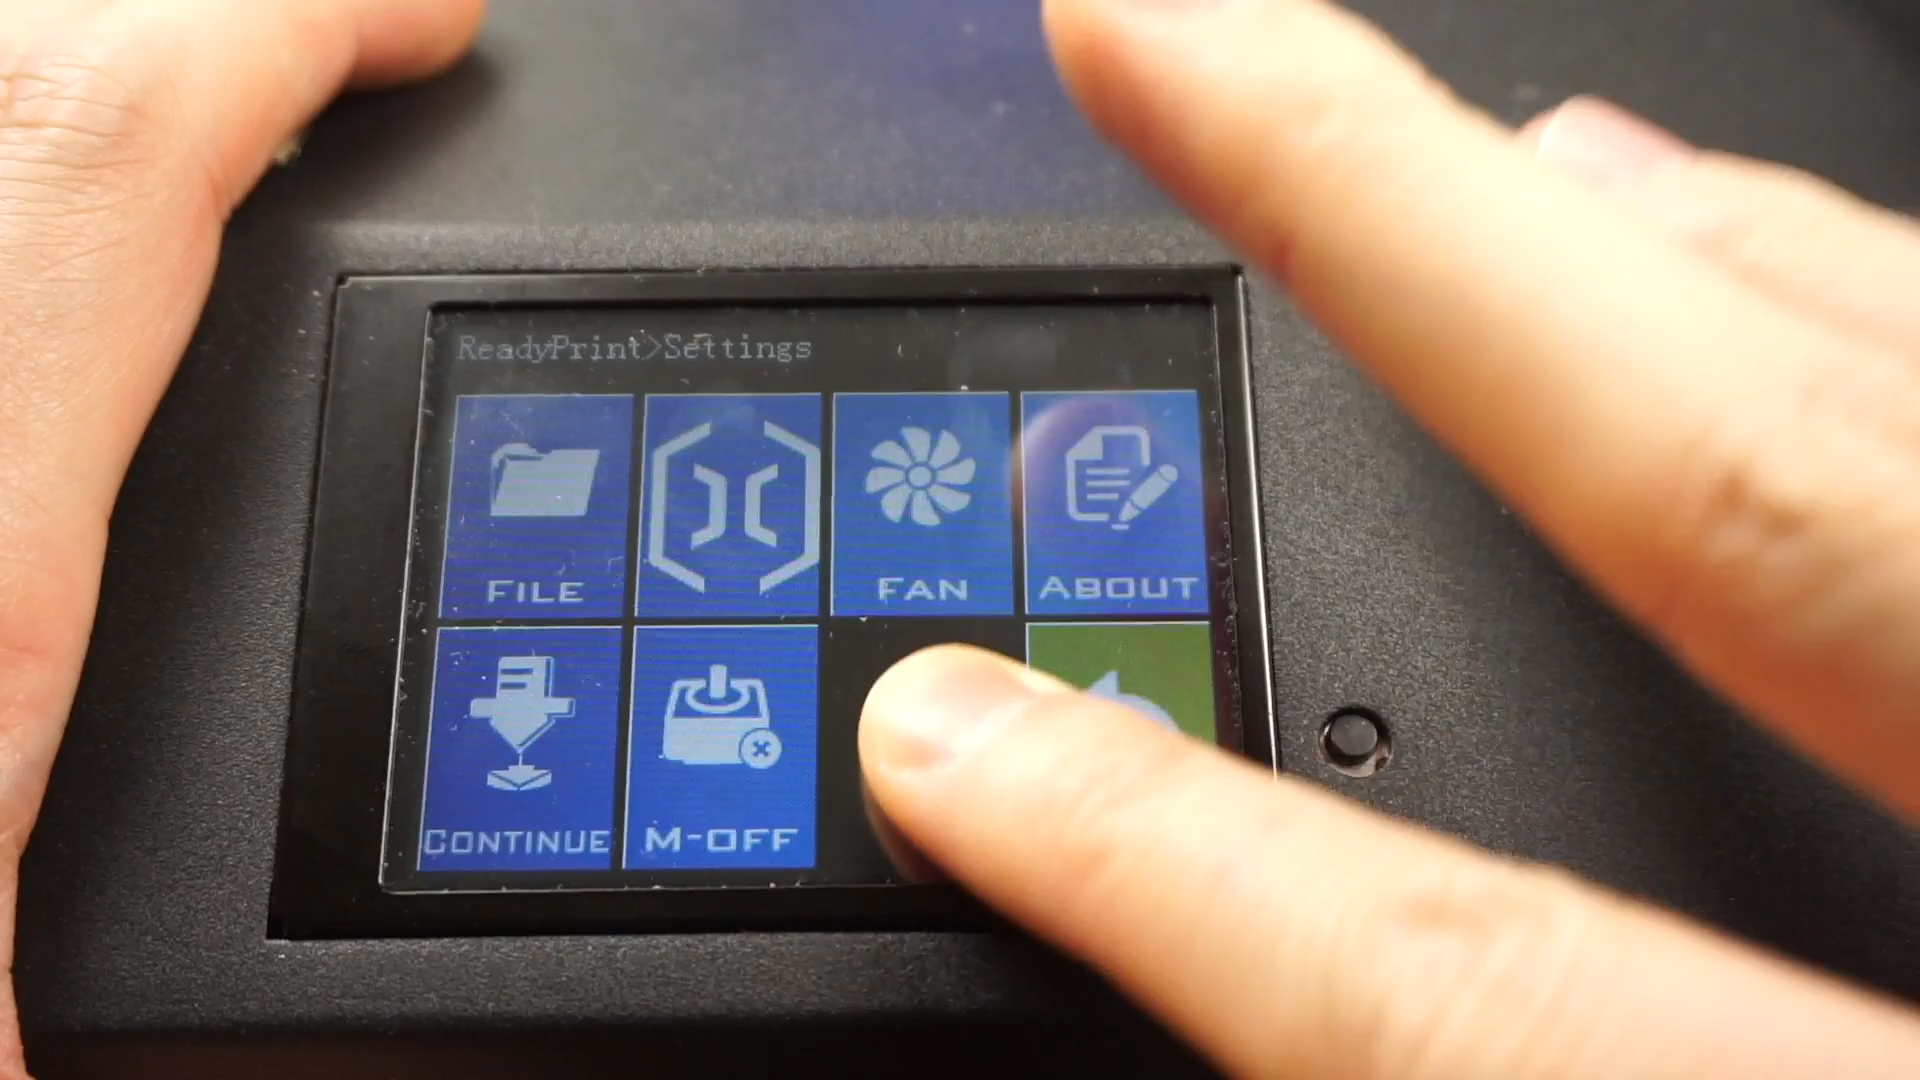 ReadyPrint>Settings
FILE
FAN
ABOUT
CONTINUE
M-OFF